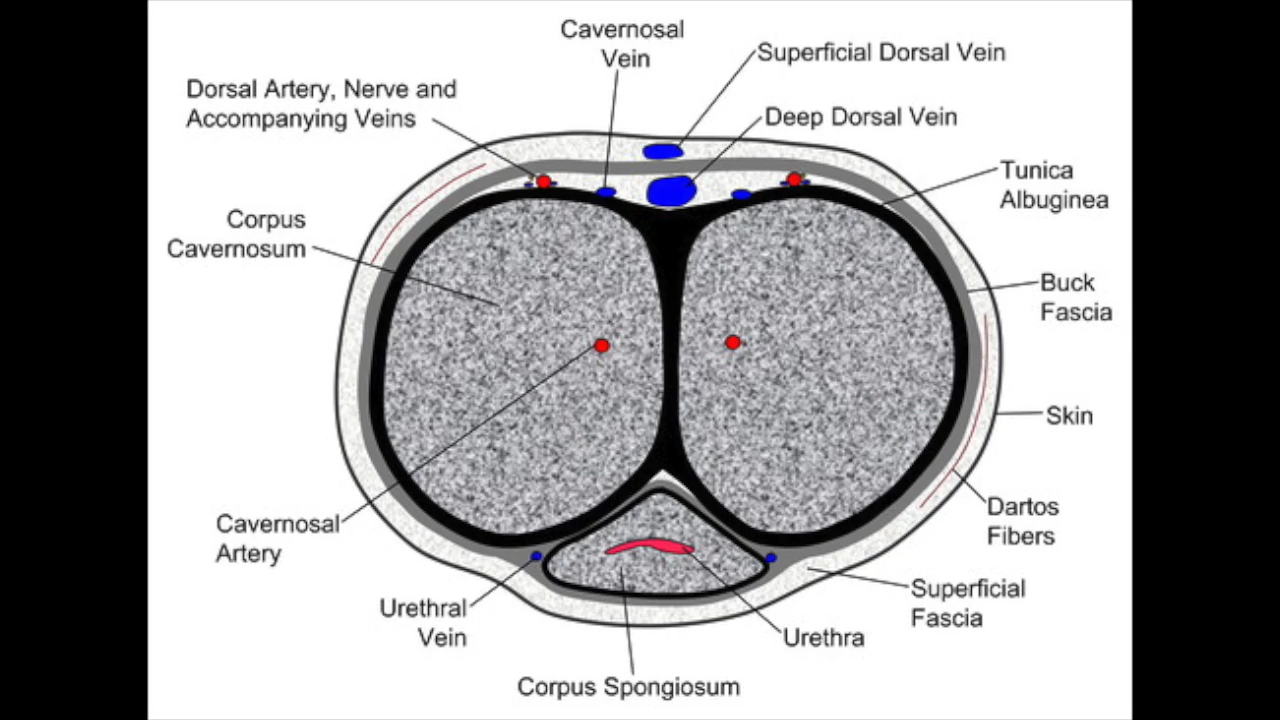 Cavernosal
Vein
Superficial Dorsal Vein
Dorsal Artery, Nerve and
Accompanying Veins
Deep Dorsal Vein
Tunica
Albuginea
Corpus
Cavernosum
Buck
Fascia
Skin
Cavernosal
Artery
Dartos
Fibers
Superficial
Fascia
Urethral
Vein
Urethra
Corpus Spongiosum